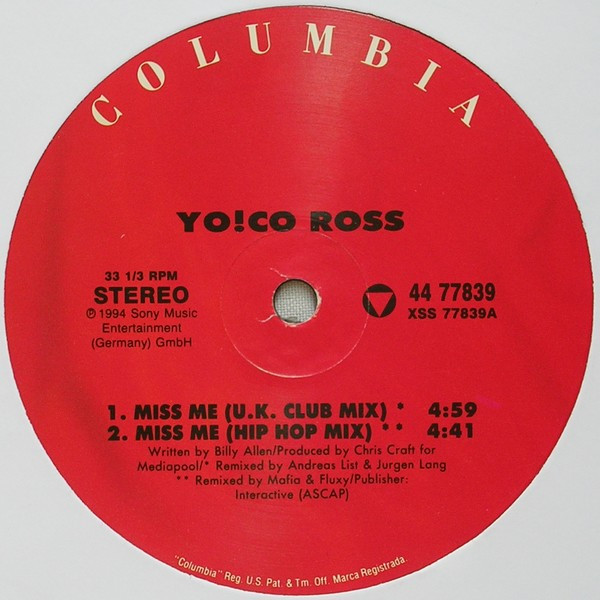 COLUMBIA
YO!CO ROSS
33 1/3 RPM
STEREO
℗ 1994 Sony Music
Entertainment
(Germany) GmbH
44 77839
XSS 77839A
1. MISS ME (U.K. CLUB MIX) * 4:59
2. MISS ME (HIP HOP MIX) ** 4:41
Written by Billy Allen/Produced by Chris Craft for
Mediapool/* Remixed by Andreas List & Jurgen Lang
** Remixed by Mafia & Fluxy/Publisher:
Interactive (ASCAP)
"Columbia" Reg. U.S. Pat. & Tm. Off. Marca Registrada.